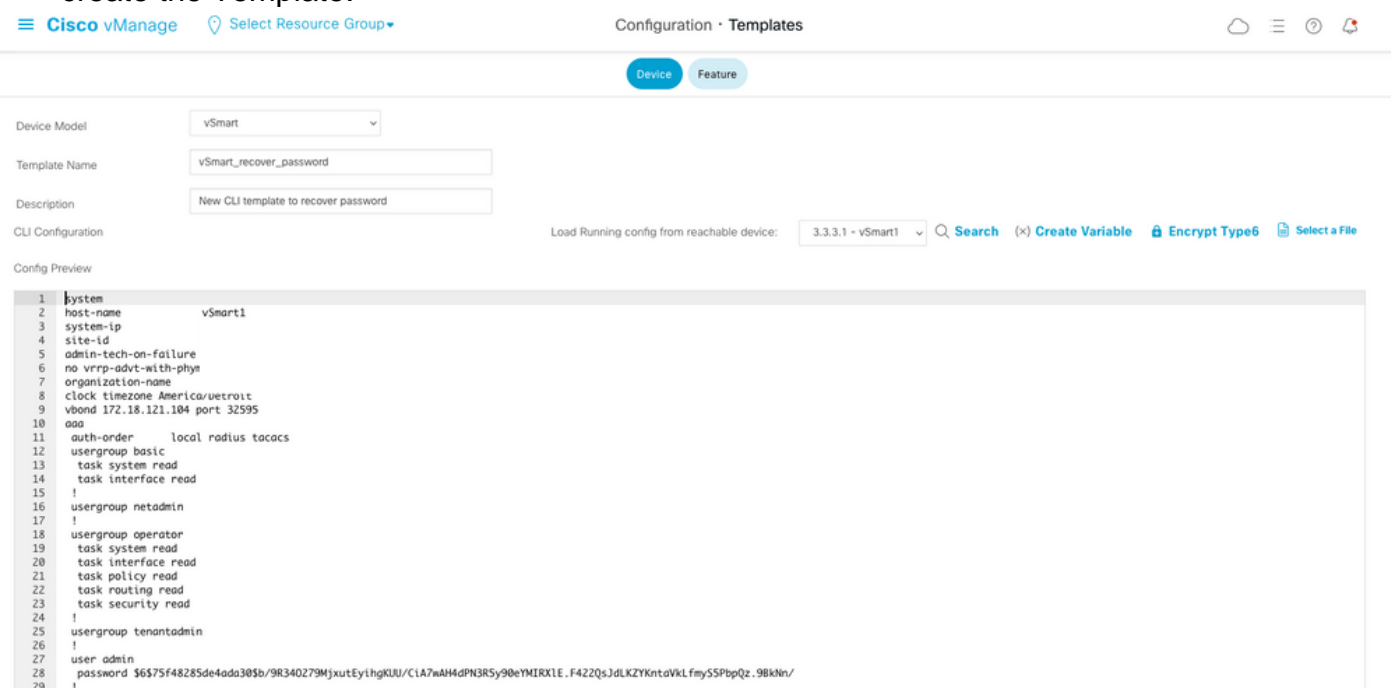 create the Template.
Cisco vManage Select Resource Group Configuration · Templates
Device Feature
Device Model vSmart
Template Name vSmart_recover_password
Description New CLI template to recover password
CLI Configuration Load Running config from reachable device: 3.3.3.1 - vSmart1 Search (×) Create Variable Encrypt Type6 Select a File
Config Preview
1 system
2 host-name vSmart1
3 system-ip
4 site-id
5 admin-tech-on-failure
6 no vrrp-advt-with-phym
7 organization-name
8 clock timezone America/Detroit
9 vbond 172.18.121.104 port 32595
10 aaa
11 auth-order local radius tacacs
12 usergroup basic
13 task system read
14 task interface read
15 !
16 usergroup netadmin
17 !
18 usergroup operator
19 task system read
20 task interface read
21 task policy read
22 task routing read
23 task security read
24 !
25 usergroup tenantadmin
26 !
27 user admin
28 password $6$75f48285de4ada30$b/9R34O279MjxutEyihgKUU/CiA7wAH4dPN3R5y90eYMIRXlE.F422QsJdLKZYKntaVkLfmyS5PbpQz.9BkNn/
29 !